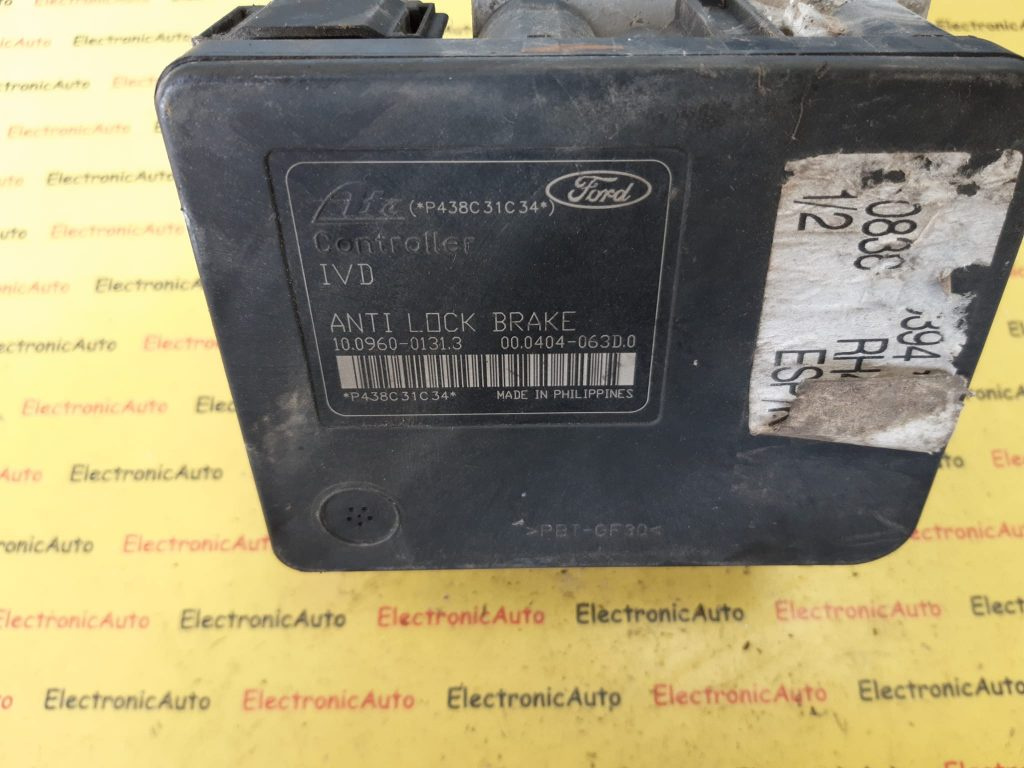 Ate (*P438C31C34*) Ford
Controller
IVD
ANTI LOCK BRAKE
10.0960-0131.3 00.0404-063D.0
*P438C31C34* MADE IN PHILIPPINES
>PBT-GF30<
1/2
ElectronicAuto